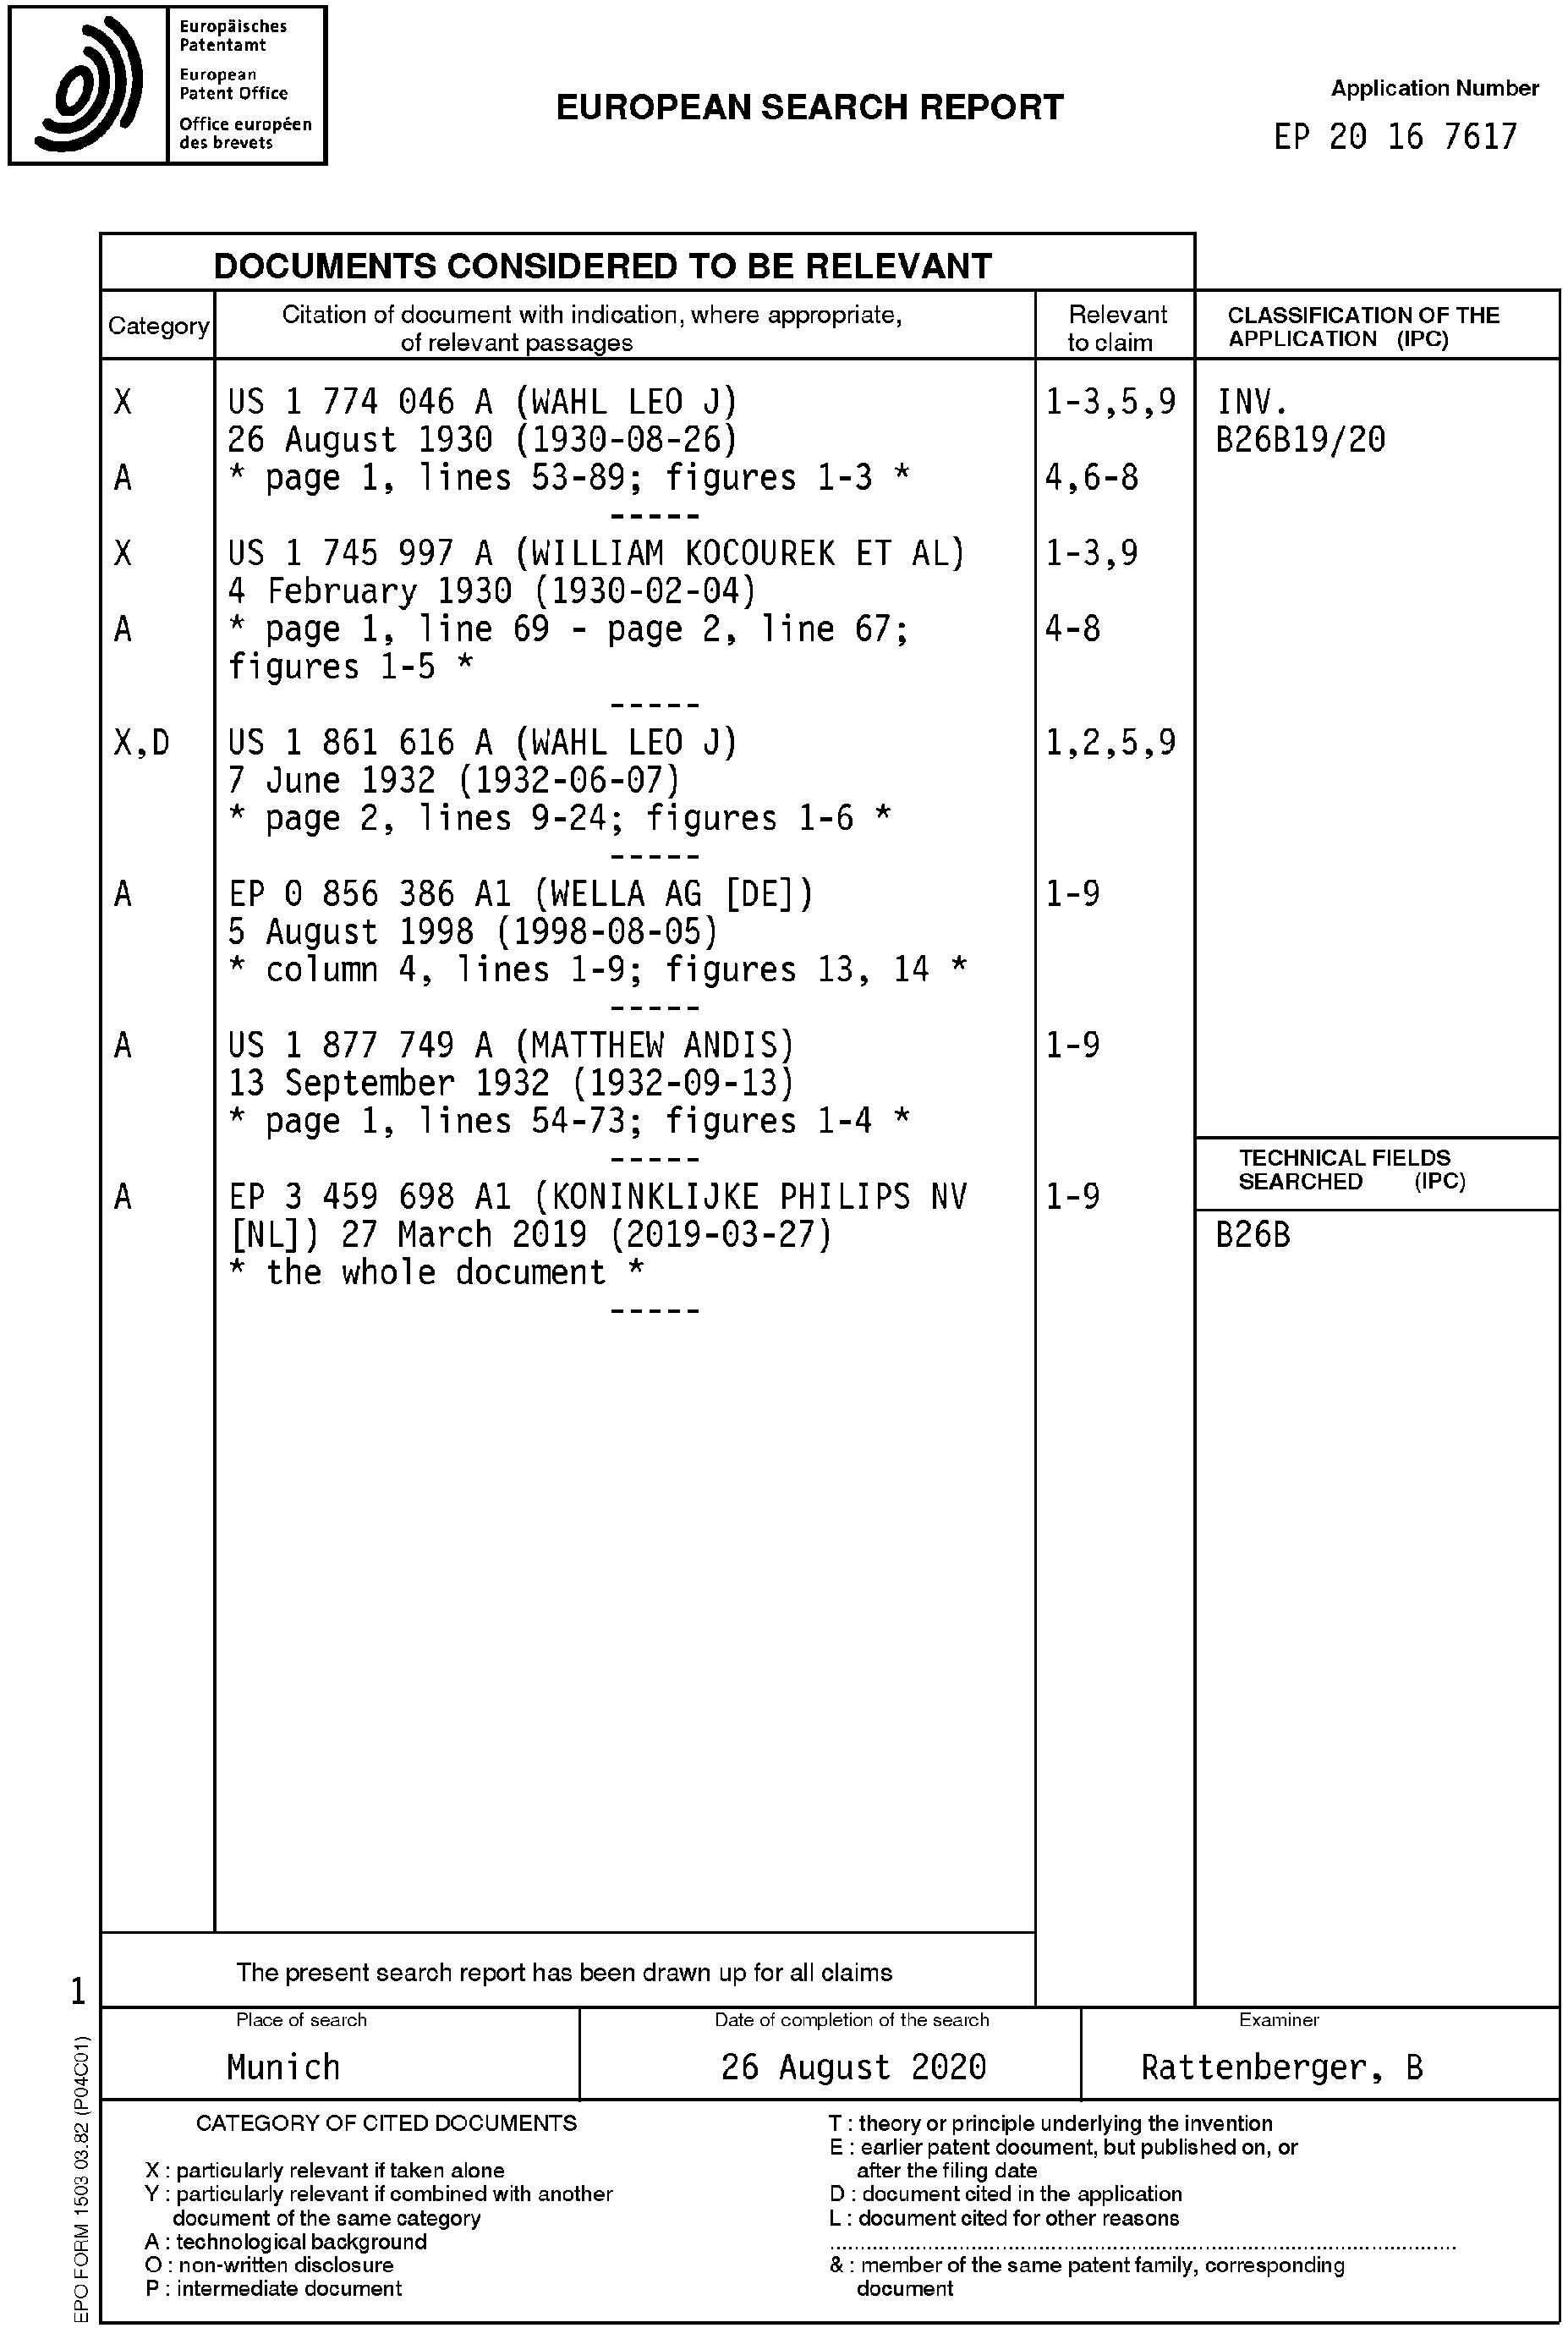 Europäisches
Patentamt
European
Patent Office
Office européen
des brevets
EUROPEAN SEARCH REPORT
Application Number
EP 20 16 7617
DOCUMENTS CONSIDERED TO BE RELEVANT
Category
Citation of document with indication, where appropriate,
of relevant passages
Relevant
to claim
CLASSIFICATION OF THE
APPLICATION (IPC)
X US 1 774 046 A (WAHL LEO J) 1-3,5,9 INV.
26 August 1930 (1930-08-26) B26B19/20
A * page 1, lines 53-89; figures 1-3 * 4,6-8
-----
X US 1 745 997 A (WILLIAM KOCOUREK ET AL) 1-3,9
4 February 1930 (1930-02-04)
A * page 1, line 69 - page 2, line 67; 4-8
figures 1-5 *
-----
X,D US 1 861 616 A (WAHL LEO J) 1,2,5,9
7 June 1932 (1932-06-07)
* page 2, lines 9-24; figures 1-6 *
-----
A EP 0 856 386 A1 (WELLA AG [DE]) 1-9
5 August 1998 (1998-08-05)
* column 4, lines 1-9; figures 13, 14 *
-----
A US 1 877 749 A (MATTHEW ANDIS) 1-9
13 September 1932 (1932-09-13)
* page 1, lines 54-73; figures 1-4 *
-----
TECHNICAL FIELDS
SEARCHED (IPC)
A EP 3 459 698 A1 (KONINKLIJKE PHILIPS NV 1-9
[NL]) 27 March 2019 (2019-03-27) B26B
* the whole document *
-----
The present search report has been drawn up for all claims
1
Place of search
Munich
Date of completion of the search
26 August 2020
Examiner
Rattenberger, B
CATEGORY OF CITED DOCUMENTS
X : particularly relevant if taken alone
Y : particularly relevant if combined with another
document of the same category
A : technological background
O : non-written disclosure
P : intermediate document
T : theory or principle underlying the invention
E : earlier patent document, but published on, or
after the filing date
D : document cited in the application
L : document cited for other reasons
& : member of the same patent family, corresponding
document
EPO FORM 1503 03.82 (P04C01)